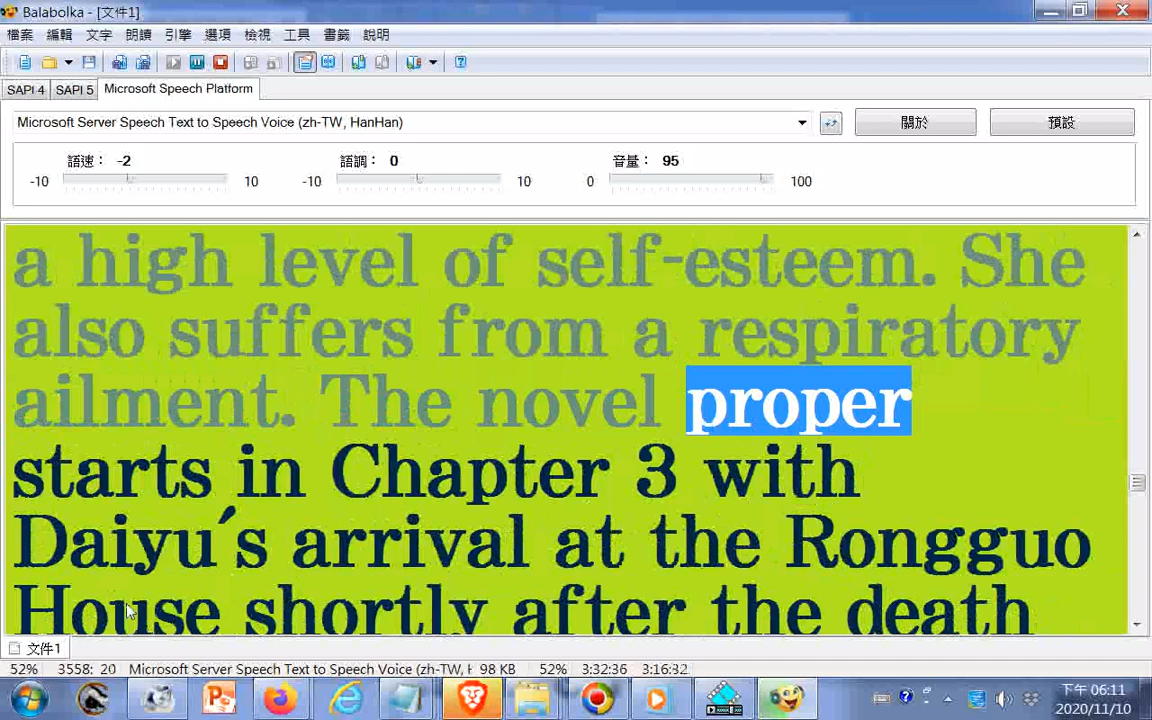 Balabolka - [文件1]
檔案 編輯 文字 朗讀 引擎 選項 檢視 工具 書籤 說明
SAPI 4 SAPI 5 Microsoft Speech Platform
Microsoft Server Speech Text to Speech Voice (zh-TW, HanHan) 關於 預設
語速： -2 語調： 0 音量： 95
-10 10 -10 10 0 100
a high level of self-esteem. She
also suffers from a respiratory
ailment. The novel proper
starts in Chapter 3 with
Daiyu's arrival at the Rongguo
House shortly after the death
文件1
52% 3558: 20 Microsoft Server Speech Text to Speech Voice (zh-TW, 98 KB 52% 3:32:36 3:16:32
下午 06:11
2020/11/10